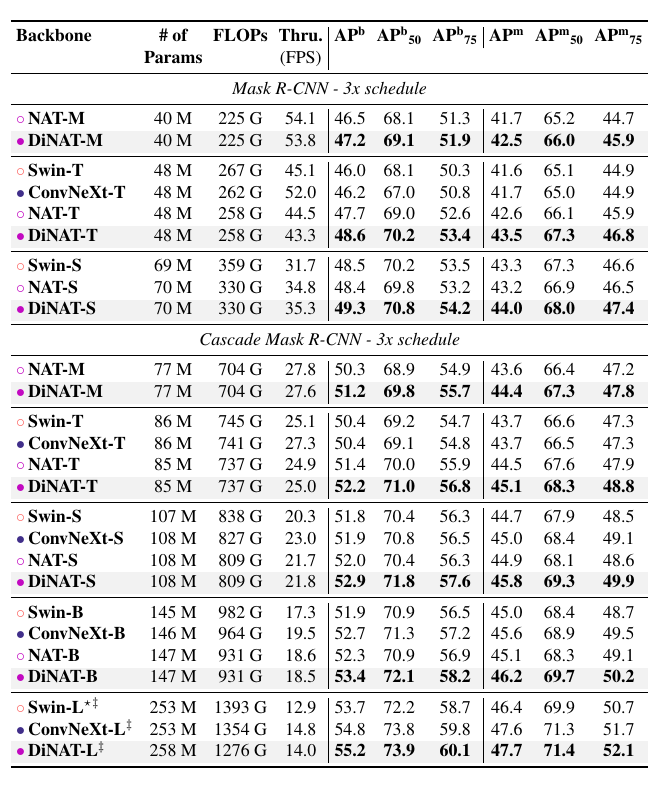 Backbone # of FLOPs Thru. APᵇ APᵇ₅₀ APᵇ₇₅ APᵐ APᵐ₅₀ APᵐ₇₅
Params (FPS)
Mask R-CNN - 3x schedule
○ NAT-M 40 M 225 G 54.1 46.5 68.1 51.3 41.7 65.2 44.7
● DiNAT-M 40 M 225 G 53.8 47.2 69.1 51.9 42.5 66.0 45.9
○ Swin-T 48 M 267 G 45.1 46.0 68.1 50.3 41.6 65.1 44.9
● ConvNeXt-T 48 M 262 G 52.0 46.2 67.0 50.8 41.7 65.0 44.9
○ NAT-T 48 M 258 G 44.5 47.7 69.0 52.6 42.6 66.1 45.9
● DiNAT-T 48 M 258 G 43.3 48.6 70.2 53.4 43.5 67.3 46.8
○ Swin-S 69 M 359 G 31.7 48.5 70.2 53.5 43.3 67.3 46.6
○ NAT-S 70 M 330 G 34.8 48.4 69.8 53.2 43.2 66.9 46.5
● DiNAT-S 70 M 330 G 35.3 49.3 70.8 54.2 44.0 68.0 47.4
Cascade Mask R-CNN - 3x schedule
○ NAT-M 77 M 704 G 27.8 50.3 68.9 54.9 43.6 66.4 47.2
● DiNAT-M 77 M 704 G 27.6 51.2 69.8 55.7 44.4 67.3 47.8
○ Swin-T 86 M 745 G 25.1 50.4 69.2 54.7 43.7 66.6 47.3
● ConvNeXt-T 86 M 741 G 27.3 50.4 69.1 54.8 43.7 66.5 47.3
○ NAT-T 85 M 737 G 24.9 51.4 70.0 55.9 44.5 67.6 47.9
● DiNAT-T 85 M 737 G 25.0 52.2 71.0 56.8 45.1 68.3 48.8
○ Swin-S 107 M 838 G 20.3 51.8 70.4 56.3 44.7 67.9 48.5
● ConvNeXt-S 108 M 827 G 23.0 51.9 70.8 56.5 45.0 68.4 49.1
○ NAT-S 108 M 809 G 21.7 52.0 70.4 56.3 44.9 68.1 48.6
● DiNAT-S 108 M 809 G 21.8 52.9 71.8 57.6 45.8 69.3 49.9
○ Swin-B 145 M 982 G 17.3 51.9 70.9 56.5 45.0 68.4 48.7
● ConvNeXt-B 146 M 964 G 19.5 52.7 71.3 57.2 45.6 68.9 49.5
○ NAT-B 147 M 931 G 18.6 52.3 70.9 56.9 45.1 68.3 49.1
● DiNAT-B 147 M 931 G 18.5 53.4 72.1 58.2 46.2 69.7 50.2
○ Swin-L⋆‡ 253 M 1393 G 12.9 53.7 72.2 58.7 46.4 69.9 50.7
● ConvNeXt-L‡ 253 M 1354 G 14.8 54.8 73.8 59.8 47.6 71.3 51.7
● DiNAT-L‡ 258 M 1276 G 14.0 55.2 73.9 60.1 47.7 71.4 52.1